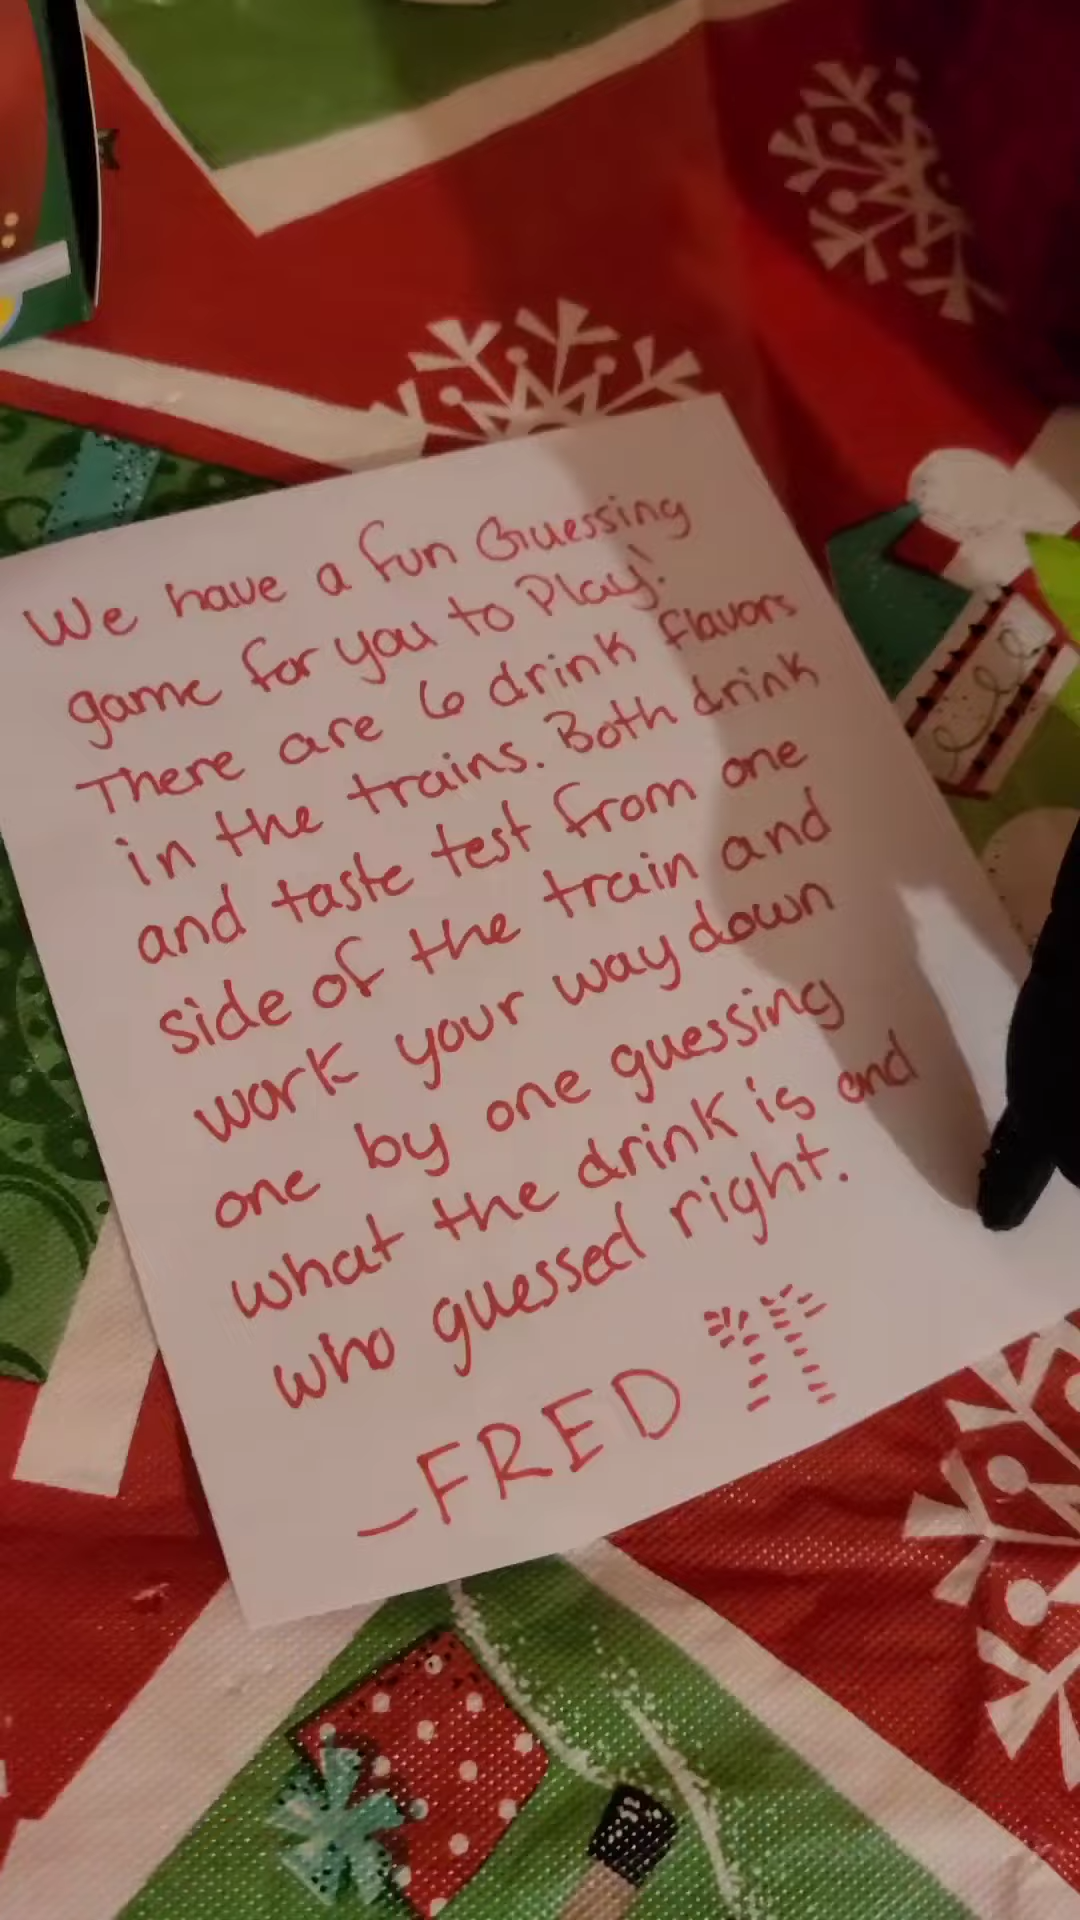 We have a fun Guessing
game for you to Play!
There are 6 drink flavors
in the trains. Both drink
and taste test from one
side of the train and
work your way down
one by one guessing
what the drink is and
who guessed right.
-FRED